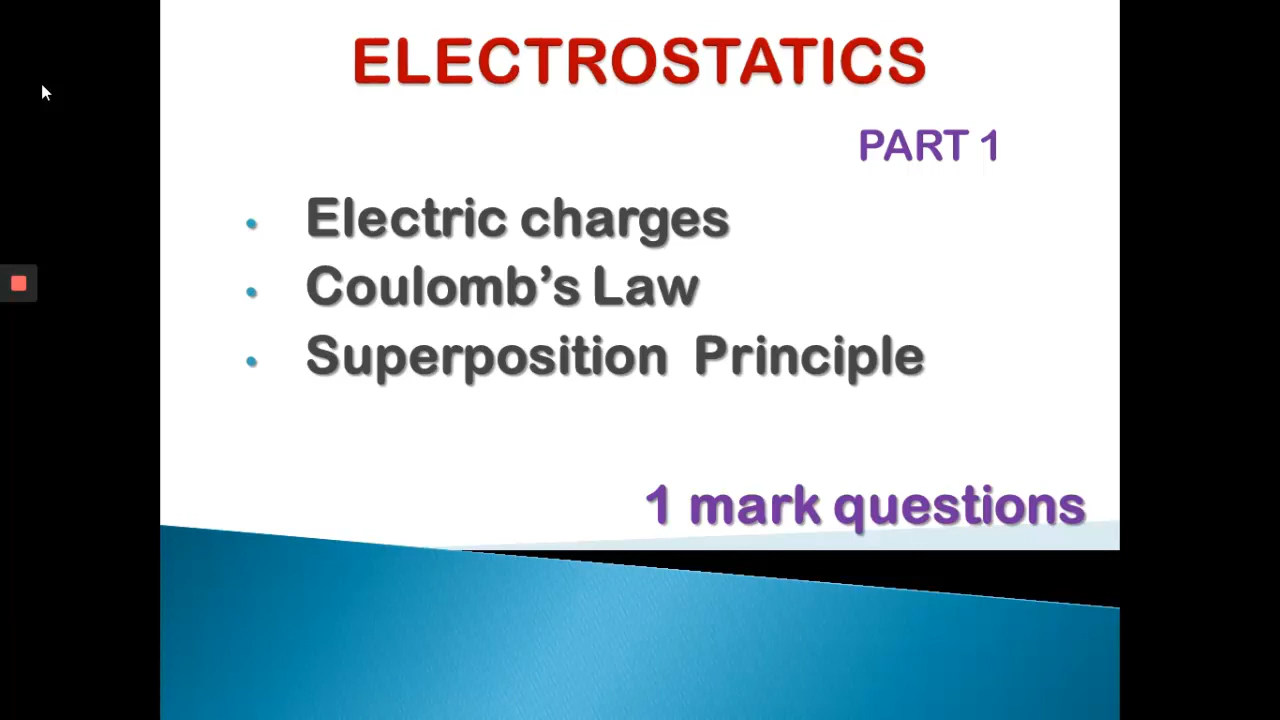 ELECTROSTATICS
PART 1
• Electric charges
• Coulomb’s Law
• Superposition Principle
1 mark questions